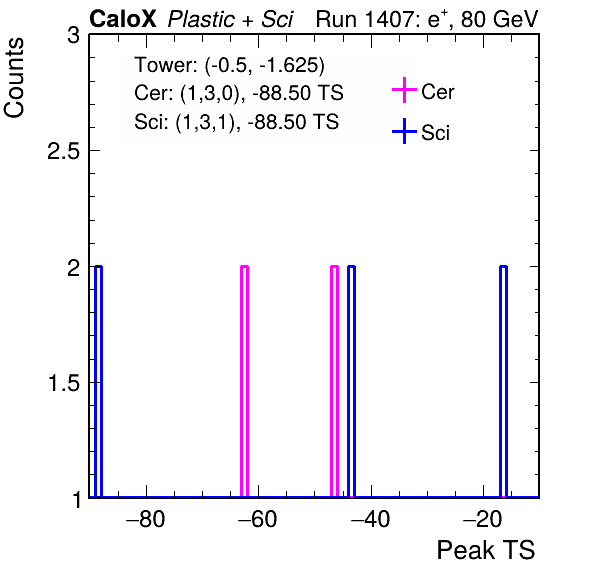 CaloX Plastic + Sci Run 1407: e⁺, 80 GeV
Counts
3
2.5
2
1.5
1
Tower: (-0.5, -1.625)
Cer: (1,3,0), -88.50 TS
Sci: (1,3,1), -88.50 TS
Cer
Sci
−80 −60 −40 −20
Peak TS